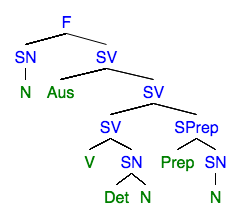 F
SN SV
N Aus SV
SV SPrep
V SN Prep SN
Det N N